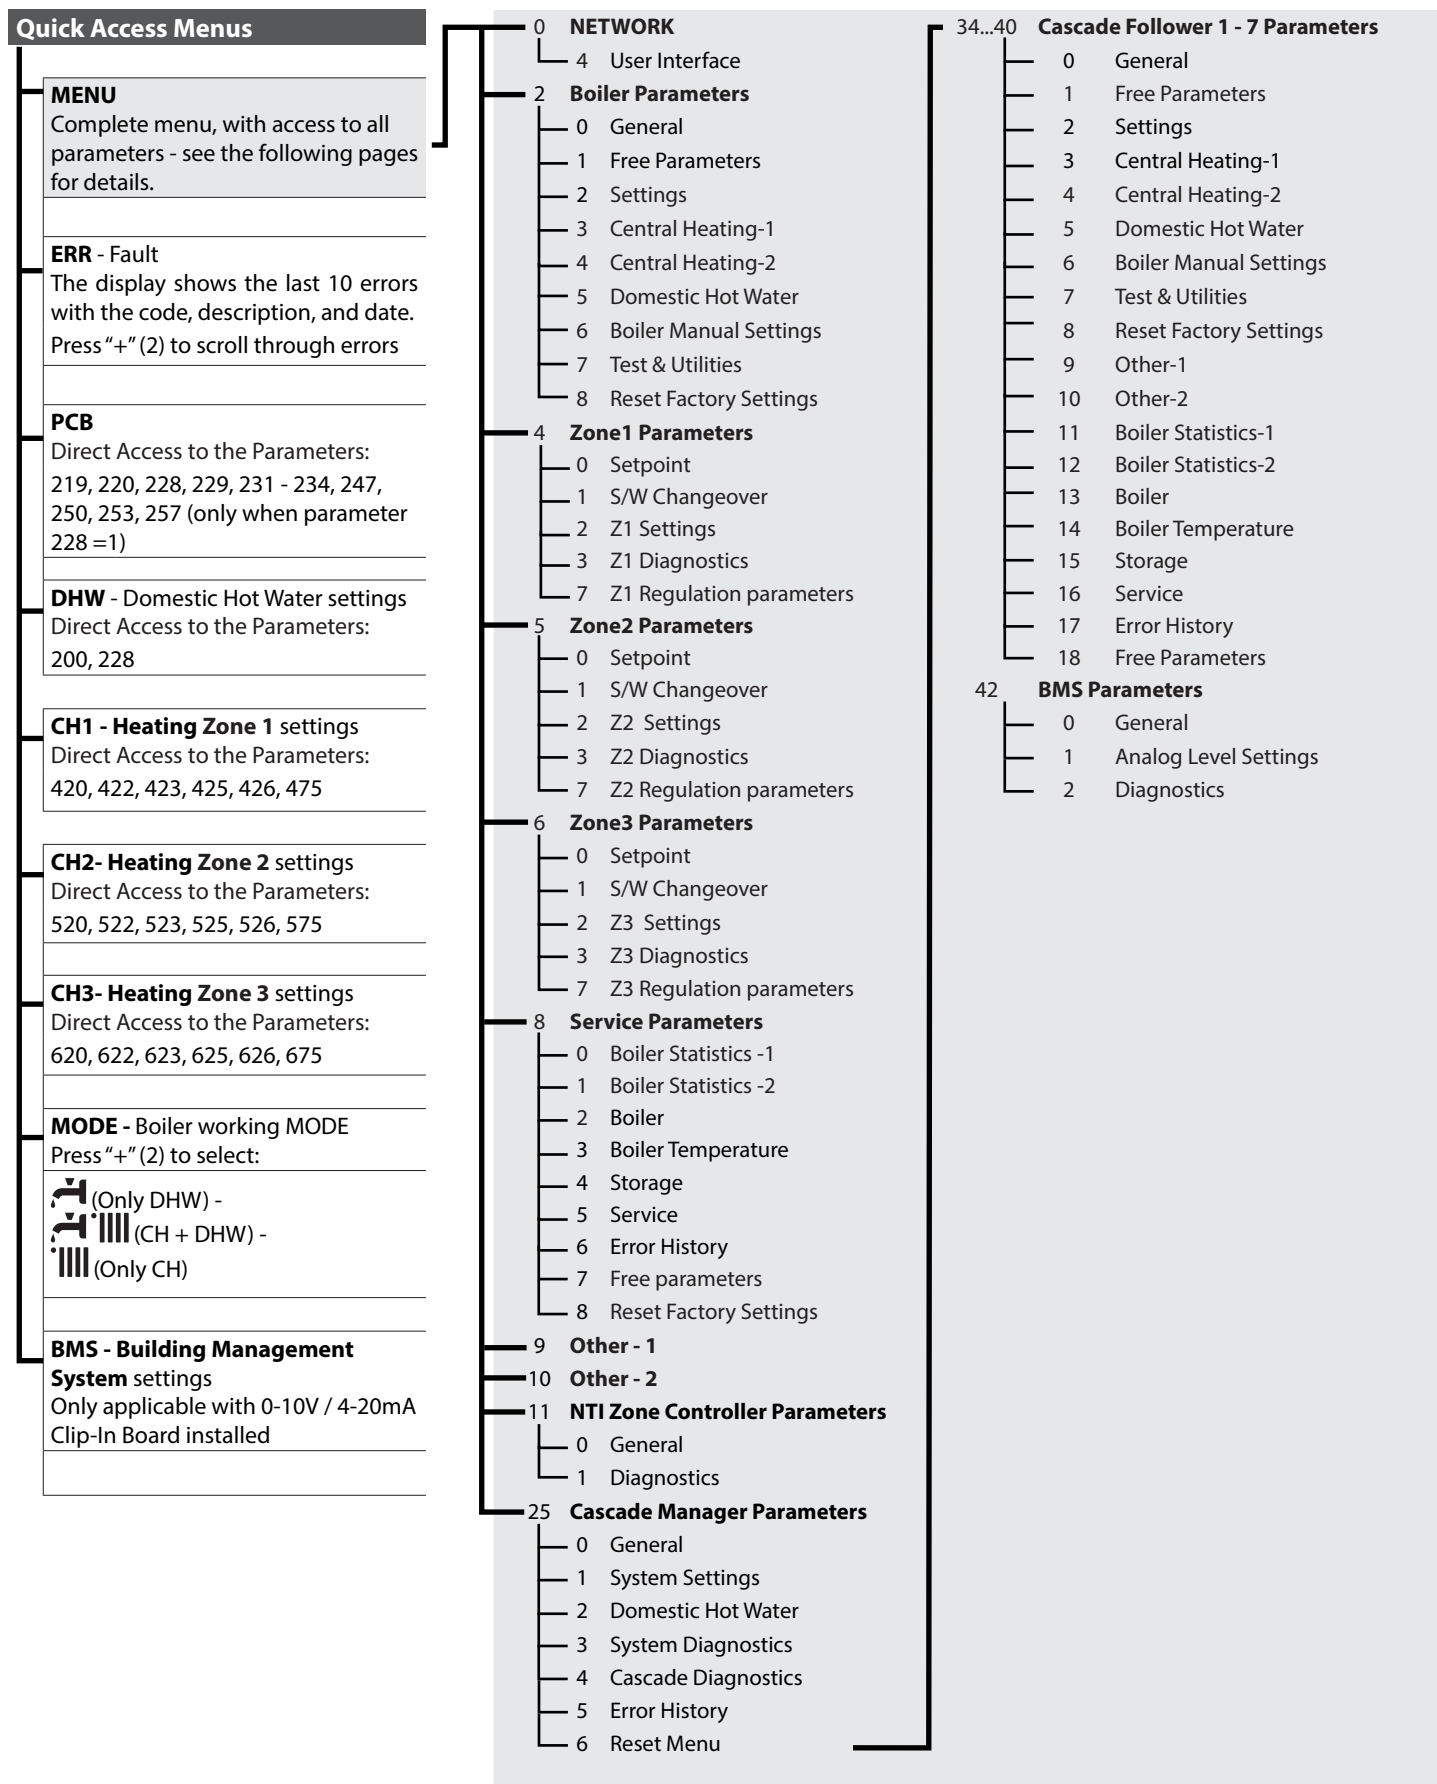 Quick Access Menus
MENU
Complete menu, with access to all
parameters - see the following pages
for details.
ERR - Fault
The display shows the last 10 errors
with the code, description, and date.
Press "+" (2) to scroll through errors
PCB
Direct Access to the Parameters:
219, 220, 228, 229, 231 - 234, 247,
250, 253, 257 (only when parameter
228 =1)
DHW - Domestic Hot Water settings
Direct Access to the Parameters:
200, 228
CH1 - Heating Zone 1 settings
Direct Access to the Parameters:
420, 422, 423, 425, 426, 475
CH2- Heating Zone 2 settings
Direct Access to the Parameters:
520, 522, 523, 525, 526, 575
CH3- Heating Zone 3 settings
Direct Access to the Parameters:
620, 622, 623, 625, 626, 675
MODE - Boiler working MODE
Press "+" (2) to select:
(Only DHW) -
(CH + DHW) -
(Only CH)
BMS - Building Management
System settings
Only applicable with 0-10V / 4-20mA
Clip-In Board installed
0 NETWORK
4 User Interface
2 Boiler Parameters
0 General
1 Free Parameters
2 Settings
3 Central Heating-1
4 Central Heating-2
5 Domestic Hot Water
6 Boiler Manual Settings
7 Test & Utilities
8 Reset Factory Settings
4 Zone1 Parameters
0 Setpoint
1 S/W Changeover
2 Z1 Settings
3 Z1 Diagnostics
7 Z1 Regulation parameters
5 Zone2 Parameters
0 Setpoint
1 S/W Changeover
2 Z2 Settings
3 Z2 Diagnostics
7 Z2 Regulation parameters
6 Zone3 Parameters
0 Setpoint
1 S/W Changeover
2 Z3 Settings
3 Z3 Diagnostics
7 Z3 Regulation parameters
8 Service Parameters
0 Boiler Statistics -1
1 Boiler Statistics -2
2 Boiler
3 Boiler Temperature
4 Storage
5 Service
6 Error History
7 Free parameters
8 Reset Factory Settings
9 Other - 1
10 Other - 2
11 NTI Zone Controller Parameters
0 General
1 Diagnostics
25 Cascade Manager Parameters
0 General
1 System Settings
2 Domestic Hot Water
3 System Diagnostics
4 Cascade Diagnostics
5 Error History
6 Reset Menu
34...40 Cascade Follower 1 - 7 Parameters
0 General
1 Free Parameters
2 Settings
3 Central Heating-1
4 Central Heating-2
5 Domestic Hot Water
6 Boiler Manual Settings
7 Test & Utilities
8 Reset Factory Settings
9 Other-1
10 Other-2
11 Boiler Statistics-1
12 Boiler Statistics-2
13 Boiler
14 Boiler Temperature
15 Storage
16 Service
17 Error History
18 Free Parameters
42 BMS Parameters
0 General
1 Analog Level Settings
2 Diagnostics